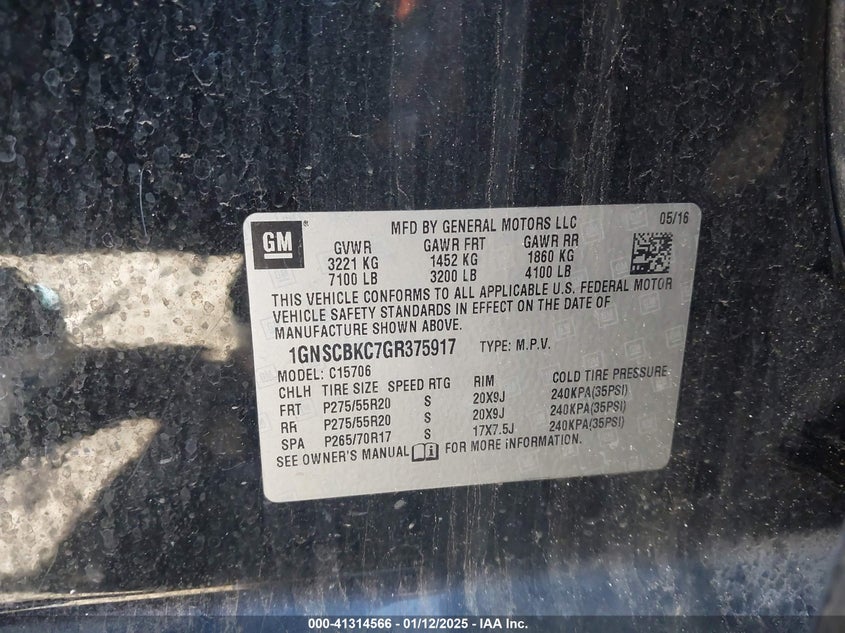 GM
MFD BY GENERAL MOTORS LLC 05/16
GVWR GAWR FRT GAWR RR
3221 KG 1452 KG 1860 KG
7100 LB 3200 LB 4100 LB
THIS VEHICLE CONFORMS TO ALL APPLICABLE U.S. FEDERAL MOTOR
VEHICLE SAFETY STANDARDS IN EFFECT ON THE DATE OF
MANUFACTURE SHOWN ABOVE.
1GNSCBKC7GR375917 TYPE: M.P.V.
MODEL: C15706
CHLH TIRE SIZE SPEED RTG RIM COLD TIRE PRESSURE
FRT P275/55R20 S 20X9J 240KPA(35PSI)
RR P275/55R20 S 20X9J 240KPA(35PSI)
SPA P265/70R17 S 17X7.5J 240KPA(35PSI)
SEE OWNER'S MANUAL FOR MORE INFORMATION.
000-41314566 - 01/12/2025 - IAA Inc.